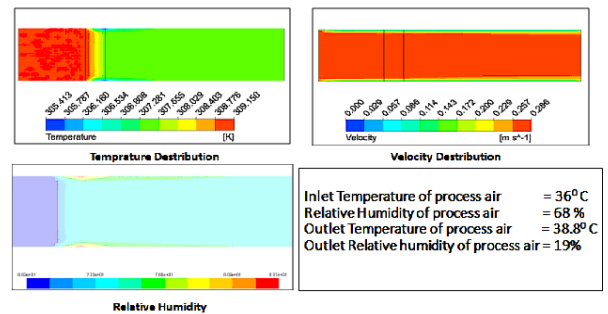 305.413
305.787
306.160
306.534
306.908
307.281
307.655
308.029
308.403
308.776
309.150
Temperature
[K]
Temprature Destribution
0.000
0.029
0.057
0.086
0.114
0.143
0.172
0.200
0.229
0.257
0.286
Velocity
[m s^-1]
Velocity Distribution
Relative Humidity
Inlet Temperature of process air = 36⁰ C
Relative Humidity of process air = 68 %
Outlet Temperature of process air = 38.8⁰ C
Outlet Relative humidity of process air = 19%